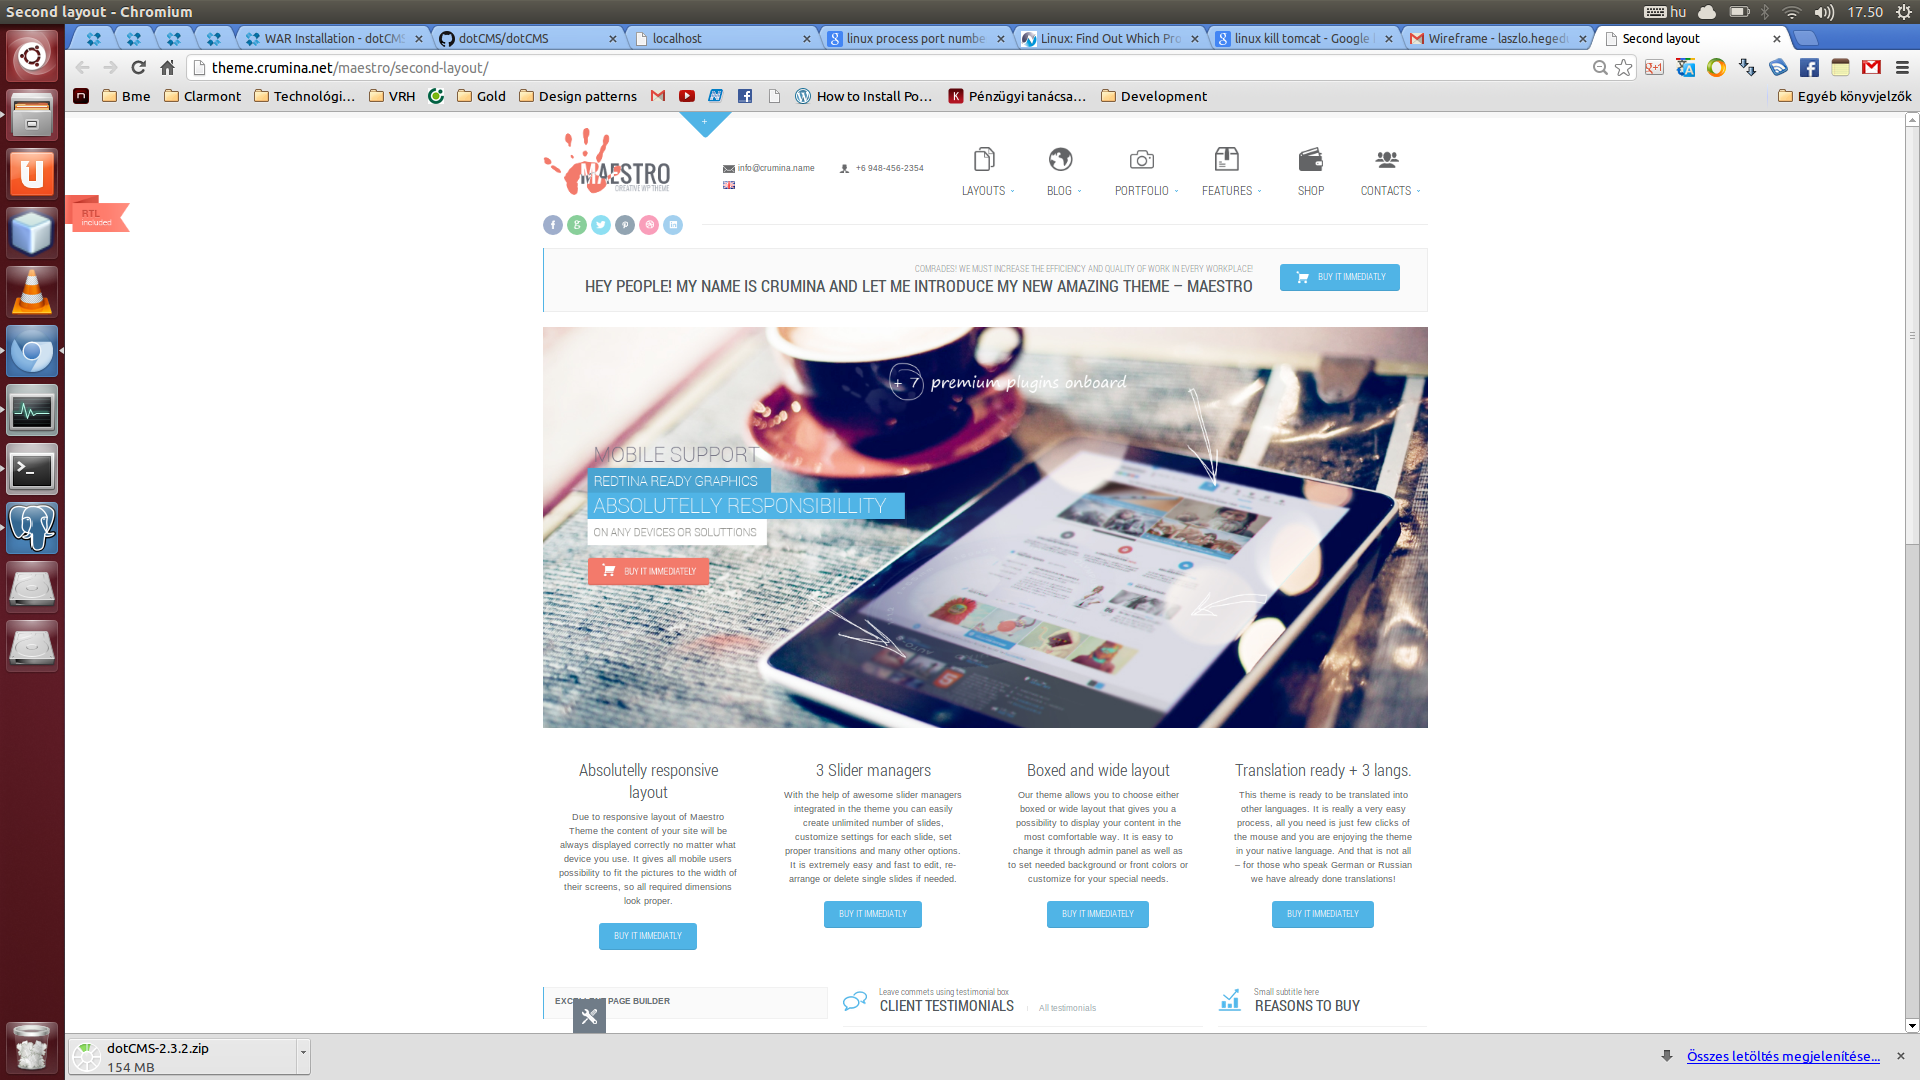 Second layout - Chromium
hu
17.50
WAR Installation - dotCMS
dotCMS/dotCMS
localhost
linux process port numbe
Linux: Find Out Which Pro
linux kill tomcat - Google
Wireframe - laszlo.heged
Second layout
theme.crumina.net/maestro/second-layout/
Bme
Clarmont
Technológi...
VRH
Gold
Design patterns
How to Install Po...
Pénzügyi tanácsa...
Development
Egyéb könyvjelzők
+
MAESTRO
CREATIVE WP THEME
info@crumina.name
+6 948-456-2354
LAYOUTS
BLOG
PORTFOLIO
FEATURES
SHOP
CONTACTS
RTL
included
COMRADES! WE MUST INCREASE THE EFFICIENCY AND QUALITY OF WORK IN EVERY WORKPLACE!
HEY PEOPLE! MY NAME IS CRUMINA AND LET ME INTRODUCE MY NEW AMAZING THEME – MAESTRO
BUY IT IMMEDIATLY
+ 7 premium plugins onboard
MOBILE SUPPORT
REDTINA READY GRAPHICS
ABSOLUTELLY RESPONSIBILLITY
ON ANY DEVICES OR SOLUTTIONS
BUY IT IMMEDIATELY
Absolutelly responsive
layout
Due to responsive layout of Maestro
Theme the content of your site will be
always displayed correctly no matter what
device you use. It gives all mobile users
possibility to fit the pictures to the width of
their screens, so all required dimensions
look proper.
BUY IT IMMEDIATLY
3 Slider managers
With the help of awesome slider managers
integrated in the theme you can easily
create unlimited number of slides,
customize settings for each slide, set
proper transitions and many other options.
It is extremely easy and fast to edit, re-
arrange or delete single slides if needed.
BUY IT IMMEDIATLY
Boxed and wide layout
Our theme allows you to choose either
boxed or wide layout that gives you a
possibility to display your content in the
most comfortable way. It is easy to
change it through admin panel as well as
to set needed background or front colors or
customize for your special needs.
BUY IT IMMEDIATLY
Translation ready + 3 langs.
This theme is ready to be translated into
other languages. It is really a very easy
process, all you need is just few clicks of
the mouse and you are enjoying the theme
in your native language. And that is not all
– for those who speak German or Russian
we have already done translations!
BUY IT IMMEDIATLY
PAGE BUILDER
Leave commets using testimonial box
CLIENT TESTIMONIALS
All testimonials
Small subtitle here
REASONS TO BUY
dotCMS-2.3.2.zip
154 MB
Összes letöltés megjelenítése...